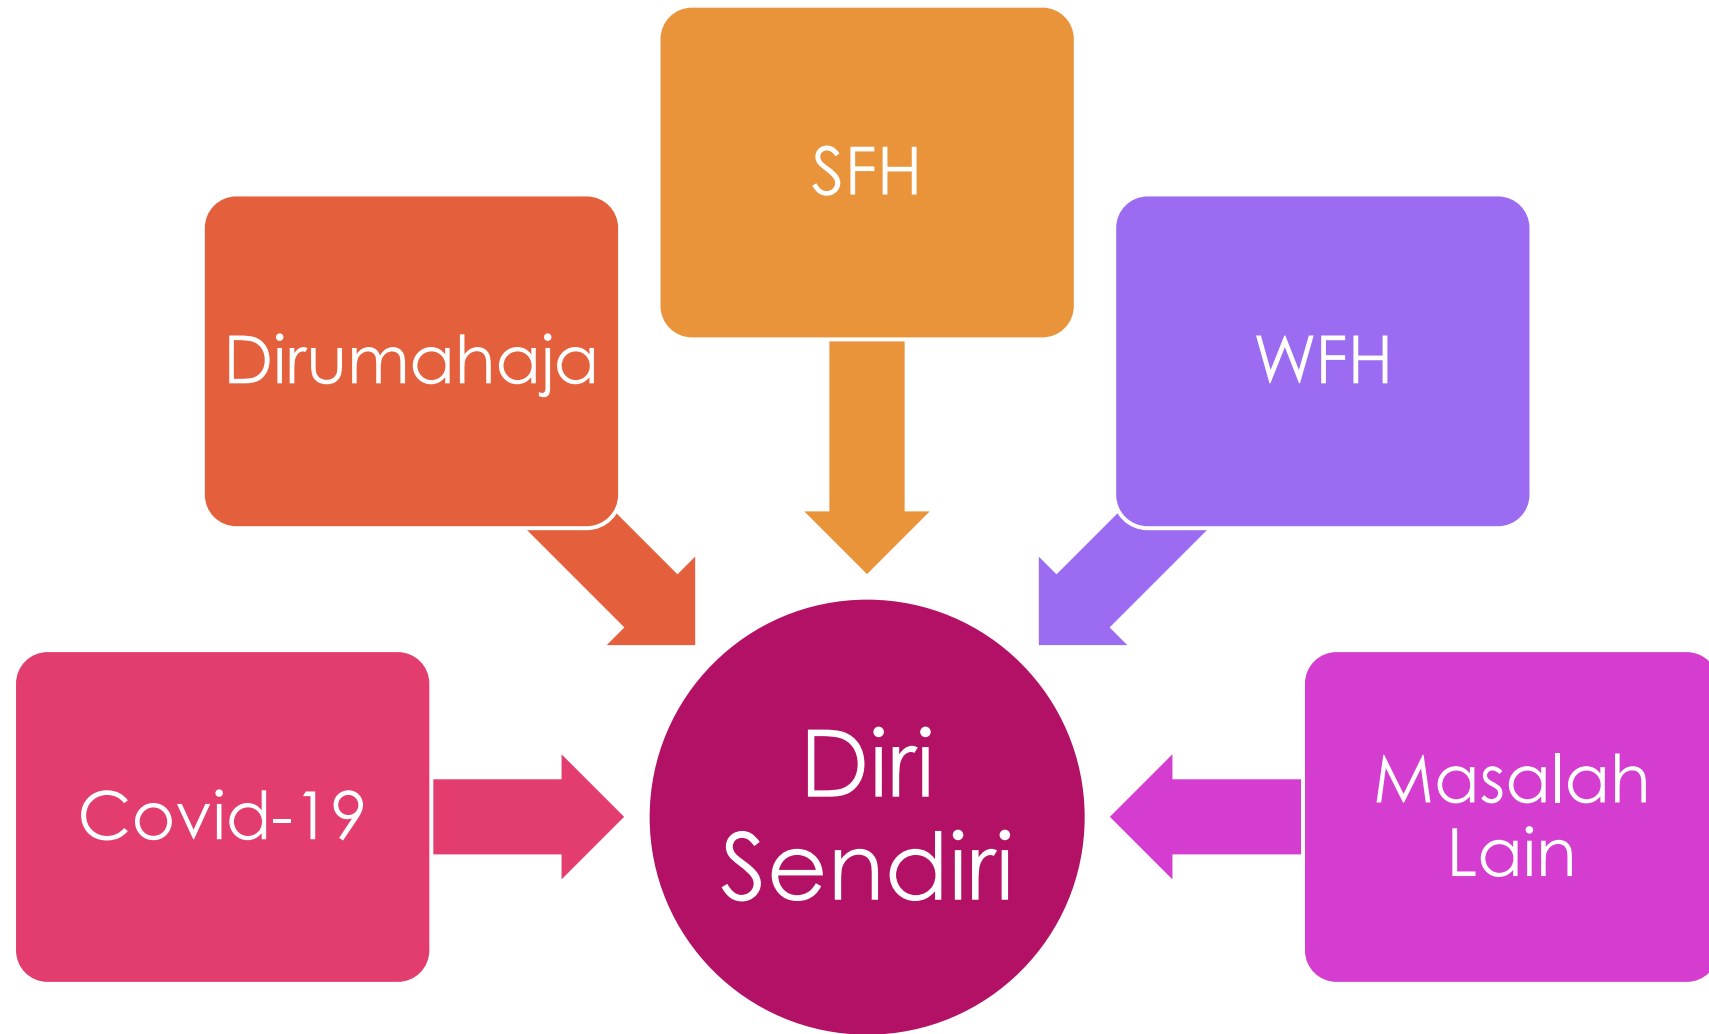 SFH
Dirumahaja
WFH
Covid-19
Diri
Sendiri
Masalah
Lain